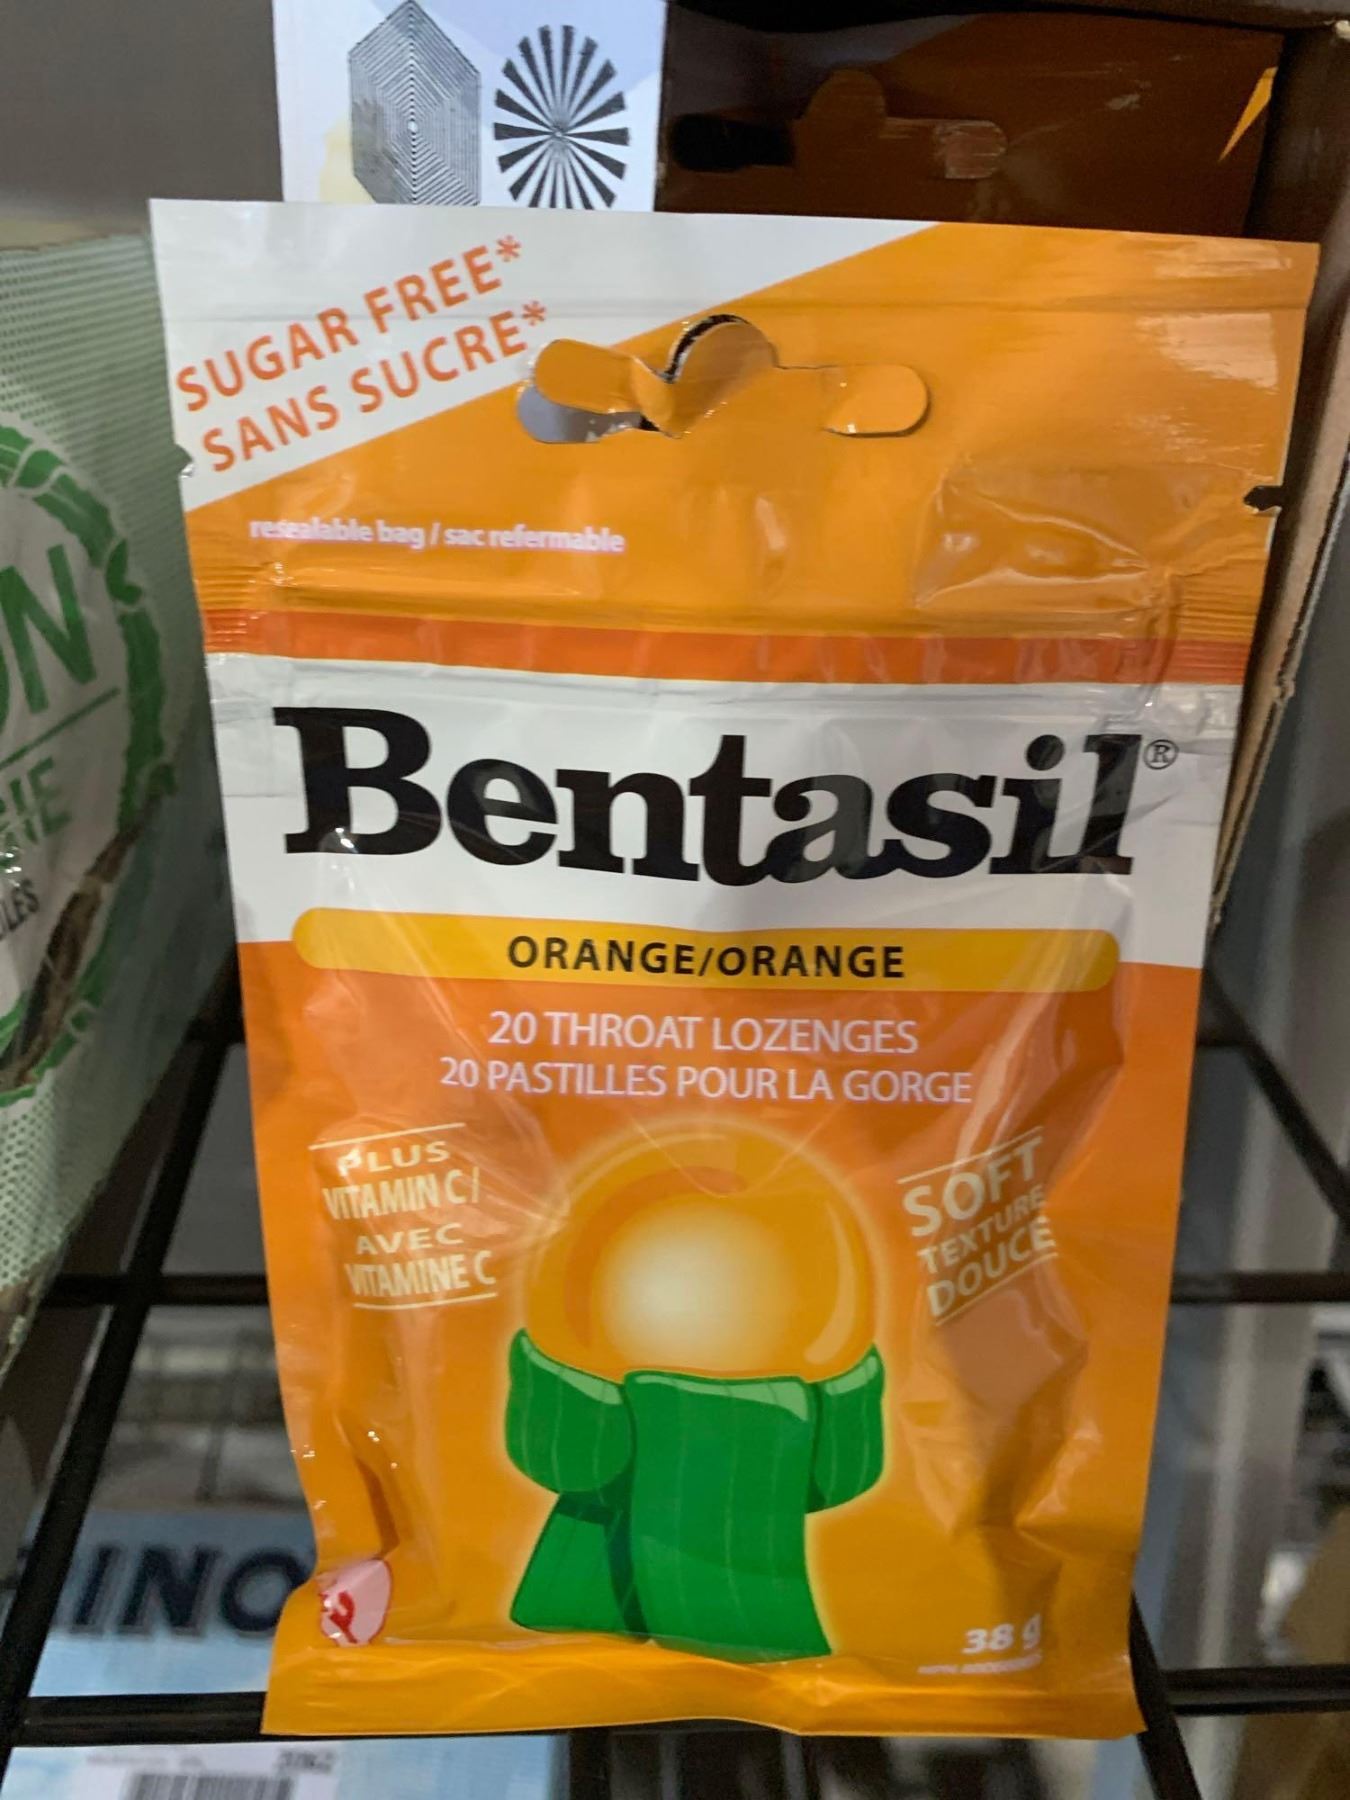 SUGAR FREE*
SANS SUCRE*
resealable bag / sac refermable
Bentasil®
ORANGE/ORANGE
20 THROAT LOZENGES
20 PASTILLES POUR LA GORGE
PLUS
VITAMIN C/
AVEC
VITAMINE C
SOFT
TEXTURE
DOUCE
38 g
INO